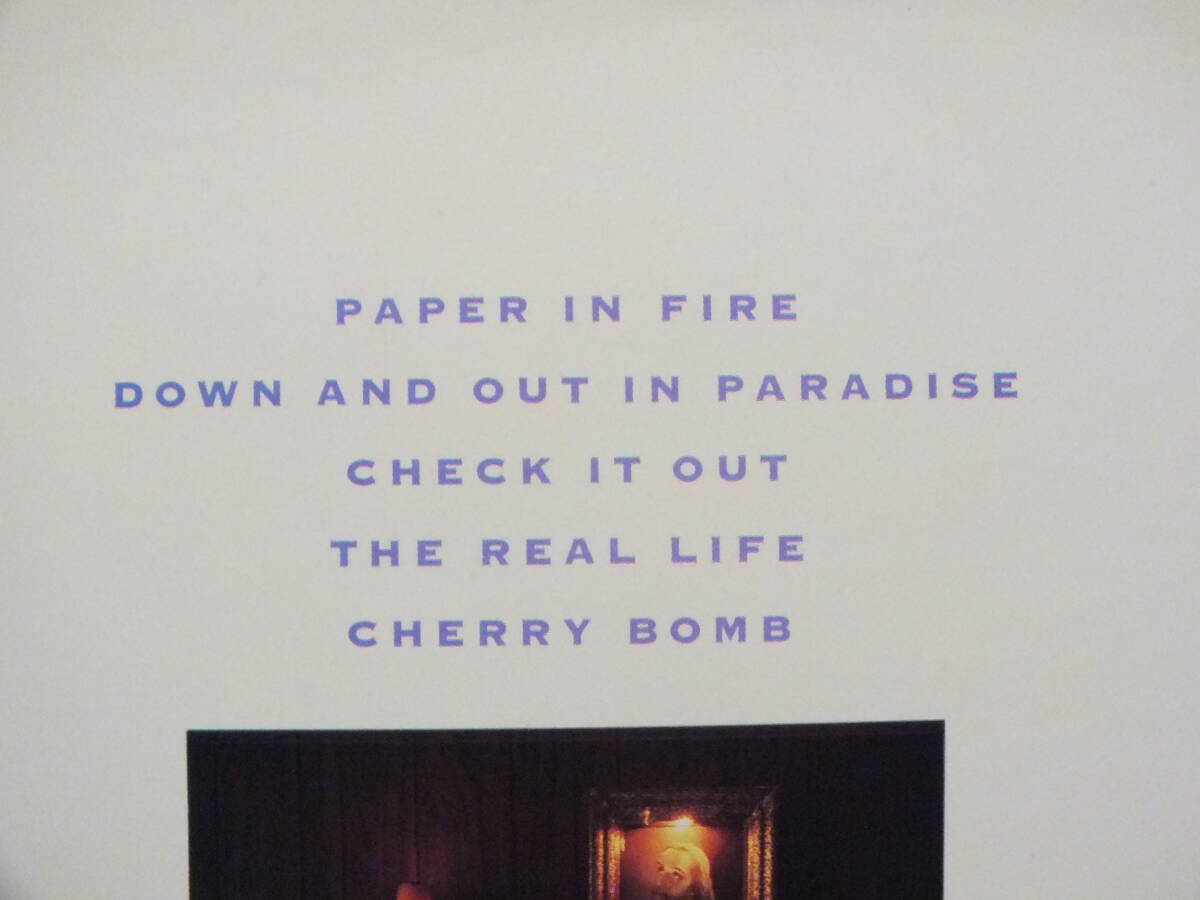 PAPER IN FIRE
DOWN AND OUT IN PARADISE
CHECK IT OUT
THE REAL LIFE
CHERRY BOMB